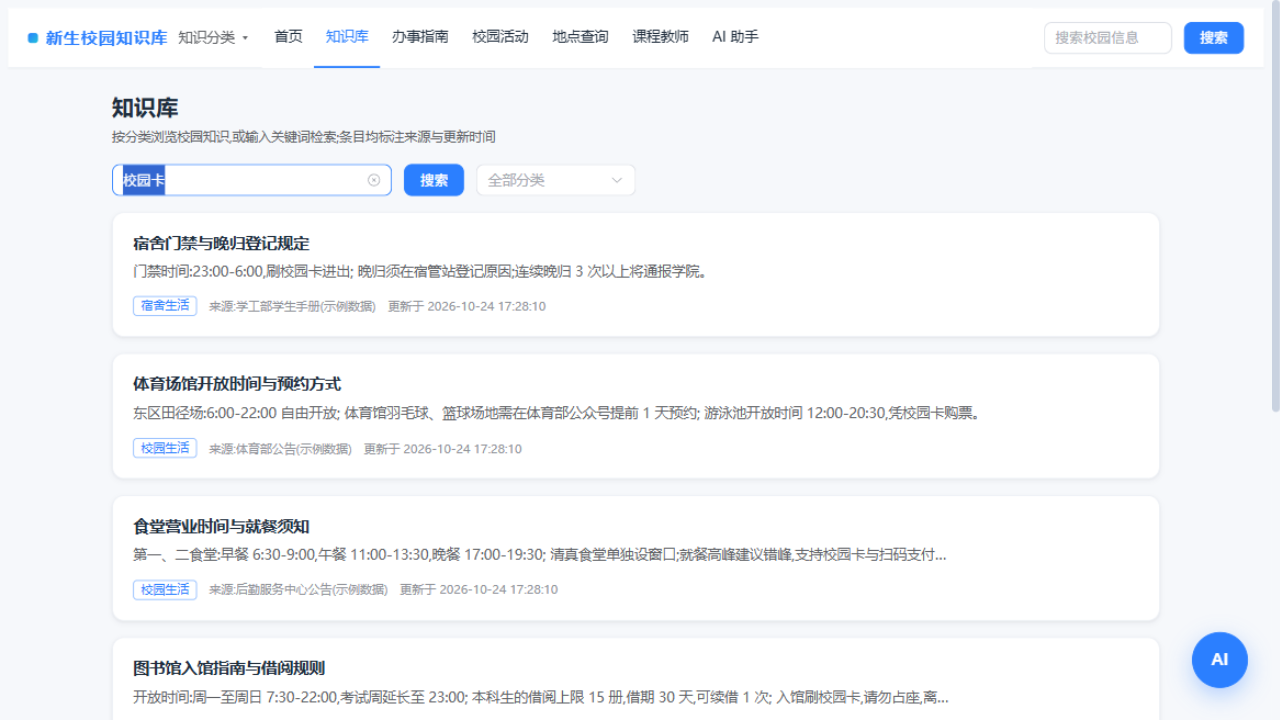 新生校园知识库 知识分类 首页 知识库 办事指南 校园活动 地点查询 课程教师 AI 助手 搜索校园信息 搜索
知识库
按分类浏览校园知识,或输入关键词检索;条目均标注来源与更新时间
校园卡 搜索 全部分类
宿舍门禁与晚归登记规定
门禁时间:23:00-6:00,刷校园卡进出; 晚归须在宿管站登记原因;连续晚归 3 次以上将通报学院。
宿舍生活 来源:学工部学生手册(示例数据) 更新于 2026-10-24 17:28:10
体育场馆开放时间与预约方式
东区田径场:6:00-22:00 自由开放; 体育馆羽毛球、篮球场地需在体育部公众号提前 1 天预约; 游泳池开放时间 12:00-20:30,凭校园卡购票。
校园生活 来源:体育部公告(示例数据) 更新于 2026-10-24 17:28:10
食堂营业时间与就餐须知
第一、二食堂:早餐 6:30-9:00,午餐 11:00-13:30,晚餐 17:00-19:30; 清真食堂单独设窗口;就餐高峰建议错峰,支持校园卡与扫码支付...
校园生活 来源:后勤服务中心公告(示例数据) 更新于 2026-10-24 17:28:10
图书馆入馆指南与借阅规则
开放时间:周一至周日 7:30-22:00,考试周延长至 23:00; 本科生的借阅上限 15 册,借期 30 天,可续借 1 次; 入馆刷校园卡,请勿占座,离...
AI